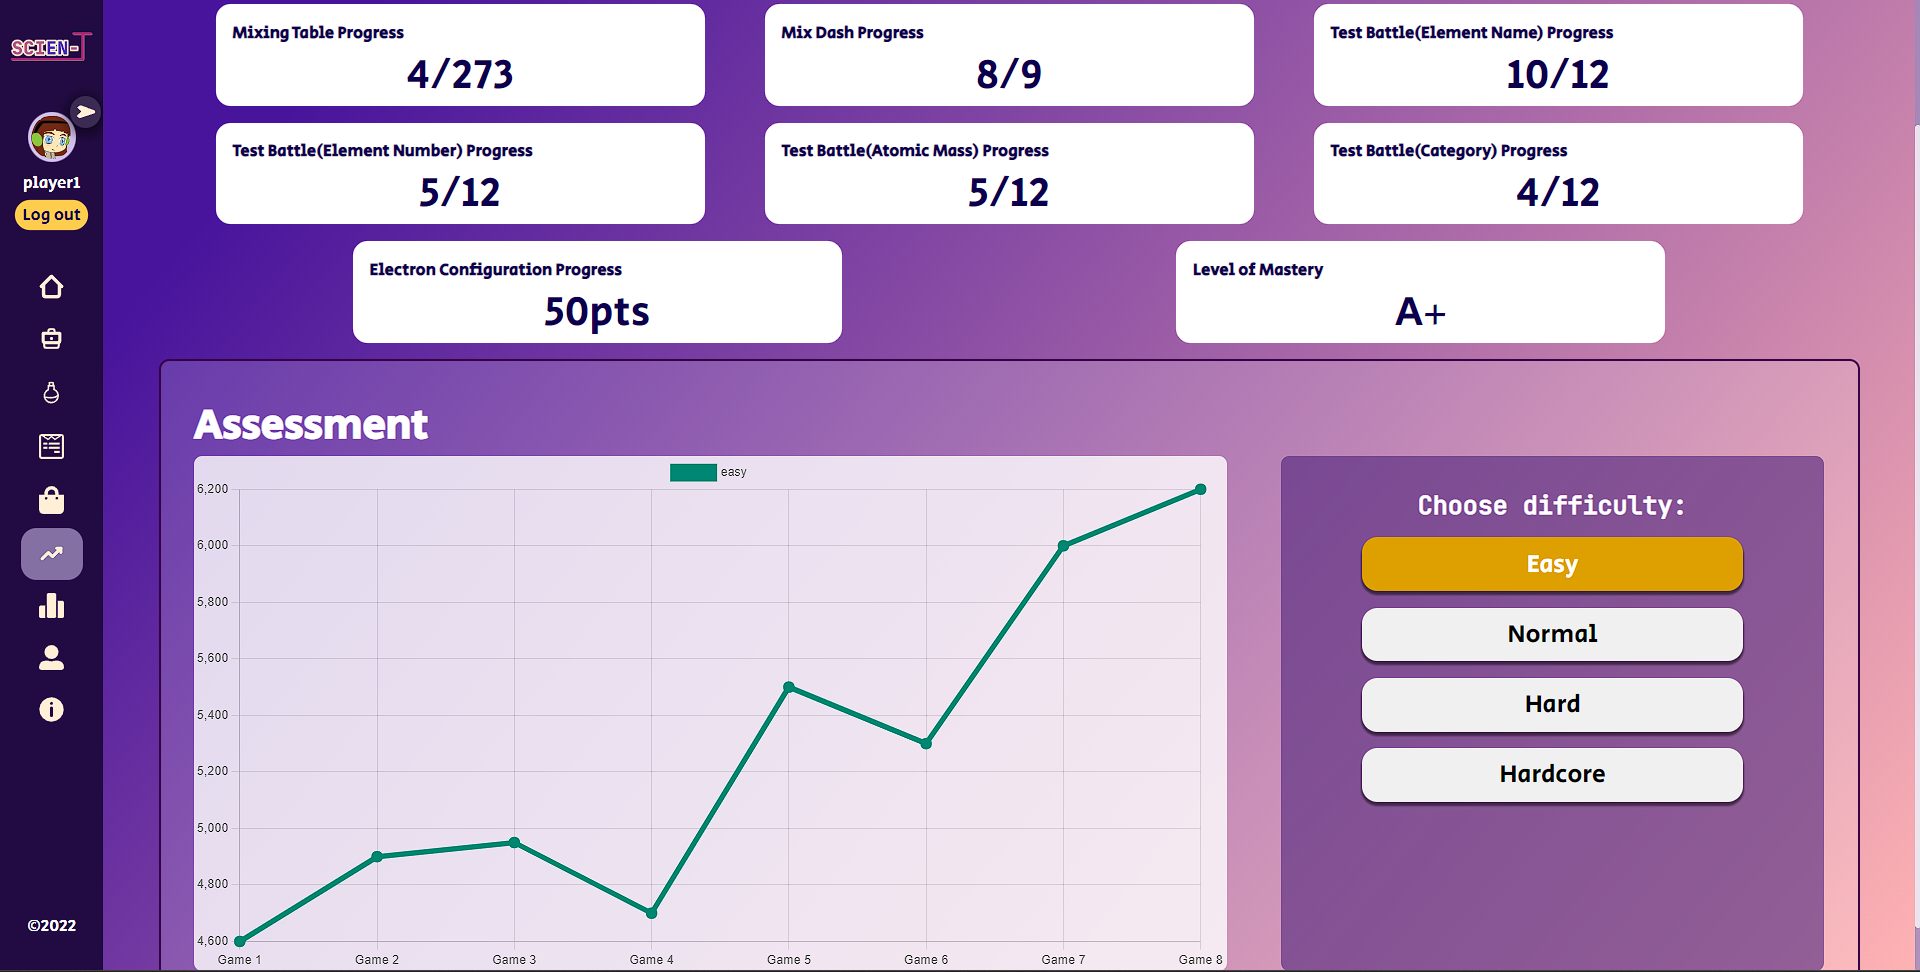 SCIEN-T
player1
Log out
©2022
Mixing Table Progress
4/273
Mix Dash Progress
8/9
Test Battle(Element Name) Progress
10/12
Test Battle(Element Number) Progress
5/12
Test Battle(Atomic Mass) Progress
5/12
Test Battle(Category) Progress
4/12
Electron Configuration Progress
50pts
Level of Mastery
A+
Assessment
easy
6,200
6,000
5,800
5,600
5,400
5,200
5,000
4,800
4,600
Game 1 Game 2 Game 3 Game 4 Game 5 Game 6 Game 7 Game 8
Choose difficulty:
Easy
Normal
Hard
Hardcore